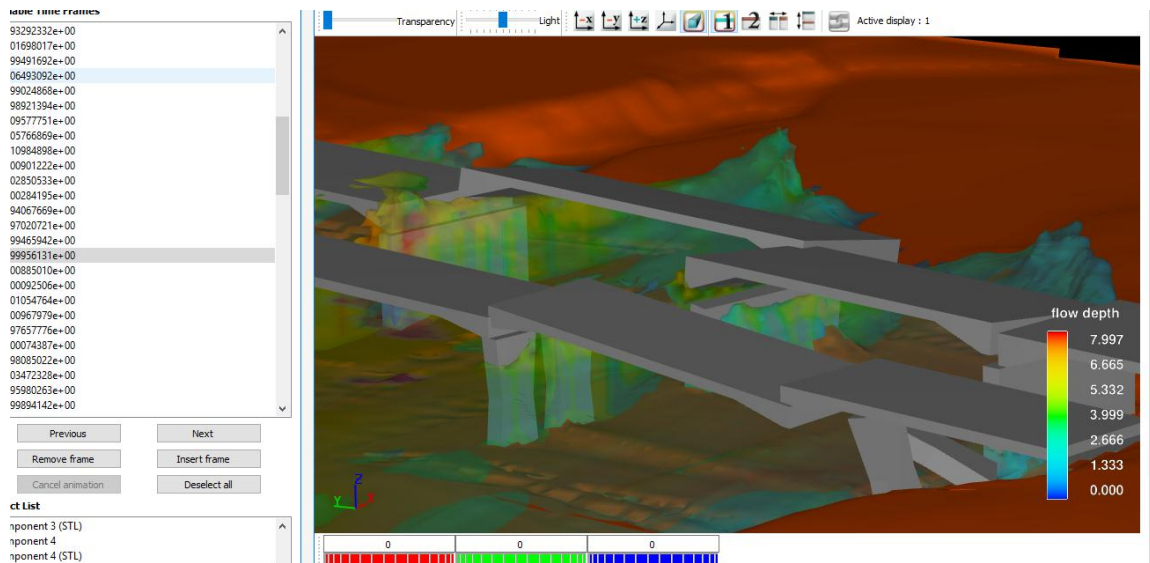 Transparency
Light
-x -y +z 1 2
Active display : 1
93292332e+00
01698017e+00
99491692e+00
06493092e+00
99024868e+00
98921394e+00
09577751e+00
05766869e+00
10984898e+00
00901222e+00
02850533e+00
00284195e+00
94067669e+00
97020721e+00
99465942e+00
99956131e+00
00885010e+00
00092506e+00
01054764e+00
00967979e+00
97657776e+00
00074387e+00
98085022e+00
03472328e+00
95980263e+00
99894142e+00
Previous Next
Remove frame Insert frame
Cancel animation Deselect all
ct List
nponent 3 (STL)
nponent 4
nponent 4 (STL)
flow depth
7.997
6.665
5.332
3.999
2.666
1.333
0.000
Z
Y X
0 0 0